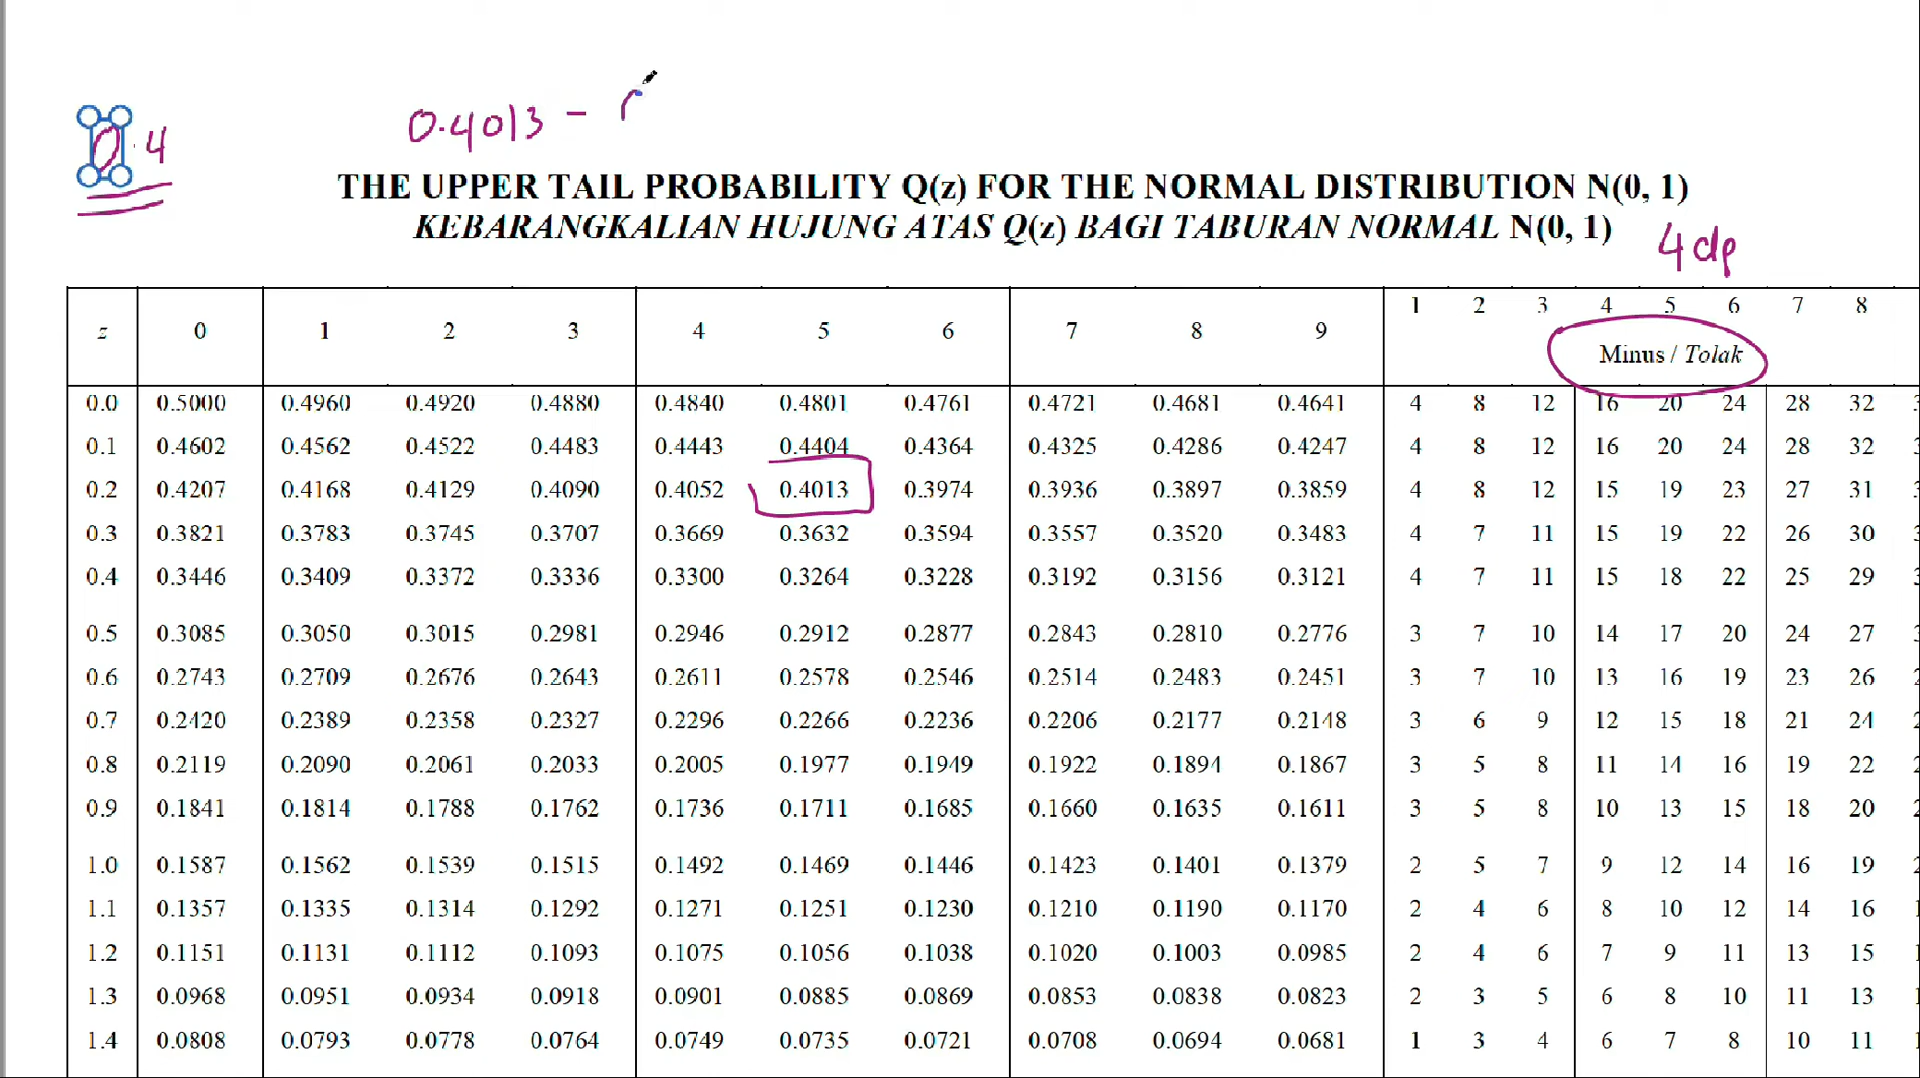 0.4013 -
0.4
THE UPPER TAIL PROBABILITY Q(z) FOR THE NORMAL DISTRIBUTION N(0, 1)
KEBARANGKALIAN HUJUNG ATAS Q(z) BAGI TABURAN NORMAL N(0, 1)
4 dp
z 0 1 2 3 4 5 6 7 8 9 1 2 3 4 5 6 7 8
Minus / Tolak
0.0 0.5000 0.4960 0.4920 0.4880 0.4840 0.4801 0.4761 0.4721 0.4681 0.4641 4 8 12 16 20 24 28 32
0.1 0.4602 0.4562 0.4522 0.4483 0.4443 0.4404 0.4364 0.4325 0.4286 0.4247 4 8 12 16 20 24 28 32
0.2 0.4207 0.4168 0.4129 0.4090 0.4052 0.4013 0.3974 0.3936 0.3897 0.3859 4 8 12 15 19 23 27 31
0.3 0.3821 0.3783 0.3745 0.3707 0.3669 0.3632 0.3594 0.3557 0.3520 0.3483 4 7 11 15 19 22 26 30
0.4 0.3446 0.3409 0.3372 0.3336 0.3300 0.3264 0.3228 0.3192 0.3156 0.3121 4 7 11 15 18 22 25 29
0.5 0.3085 0.3050 0.3015 0.2981 0.2946 0.2912 0.2877 0.2843 0.2810 0.2776 3 7 10 14 17 20 24 27
0.6 0.2743 0.2709 0.2676 0.2643 0.2611 0.2578 0.2546 0.2514 0.2483 0.2451 3 7 10 13 16 19 23 26
0.7 0.2420 0.2389 0.2358 0.2327 0.2296 0.2266 0.2236 0.2206 0.2177 0.2148 3 6 9 12 15 18 21 24
0.8 0.2119 0.2090 0.2061 0.2033 0.2005 0.1977 0.1949 0.1922 0.1894 0.1867 3 5 8 11 14 16 19 22
0.9 0.1841 0.1814 0.1788 0.1762 0.1736 0.1711 0.1685 0.1660 0.1635 0.1611 3 5 8 10 13 15 18 20
1.0 0.1587 0.1562 0.1539 0.1515 0.1492 0.1469 0.1446 0.1423 0.1401 0.1379 2 5 7 9 12 14 16 19
1.1 0.1357 0.1335 0.1314 0.1292 0.1271 0.1251 0.1230 0.1210 0.1190 0.1170 2 4 6 8 10 12 14 16
1.2 0.1151 0.1131 0.1112 0.1093 0.1075 0.1056 0.1038 0.1020 0.1003 0.0985 2 4 6 7 9 11 13 15
1.3 0.0968 0.0951 0.0934 0.0918 0.0901 0.0885 0.0869 0.0853 0.0838 0.0823 2 3 5 6 8 10 11 13
1.4 0.0808 0.0793 0.0778 0.0764 0.0749 0.0735 0.0721 0.0708 0.0694 0.0681 1 3 4 6 7 8 10 11